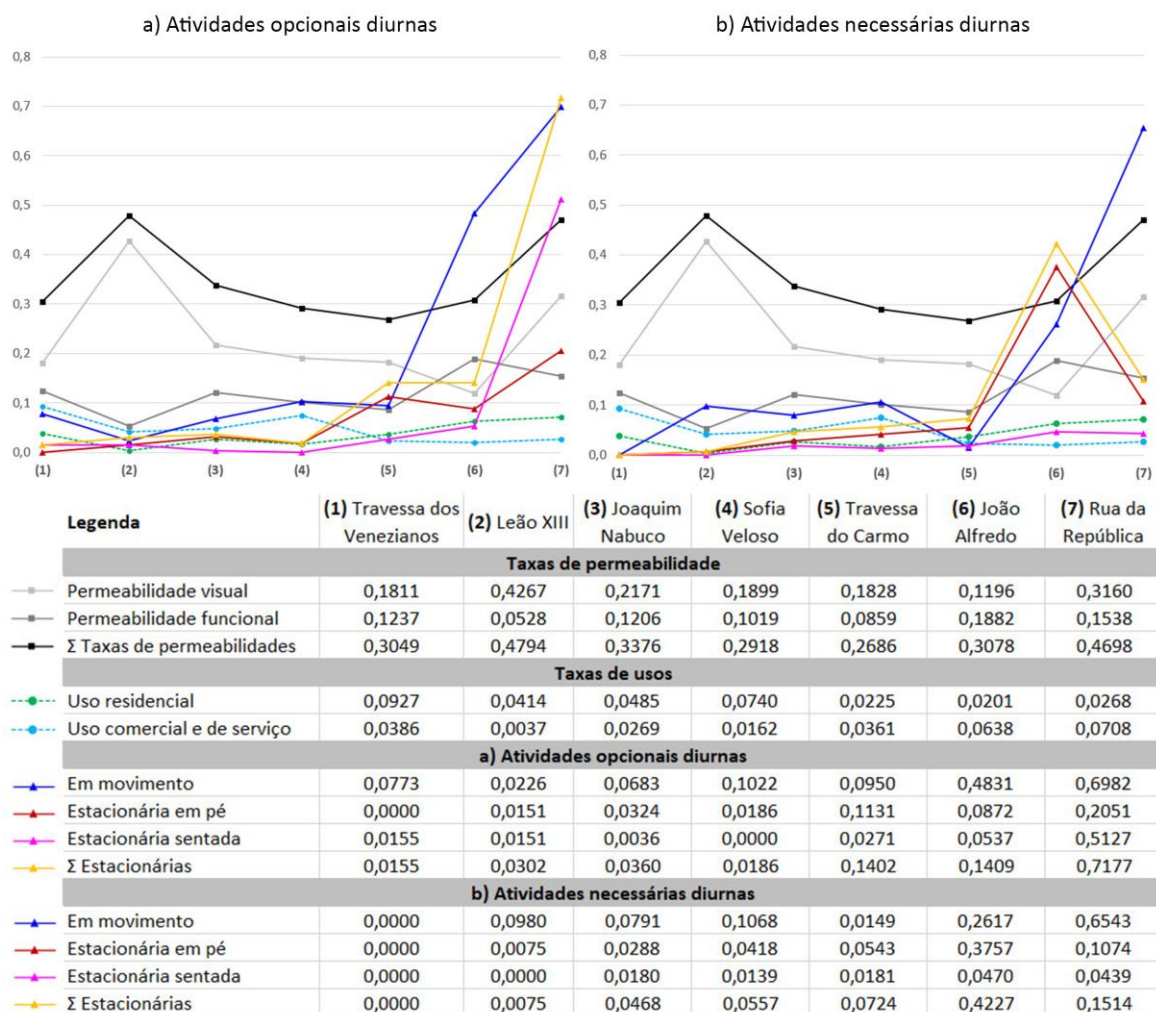 a) Atividades opcionais diurnas
b) Atividades necessárias diurnas
0,8
0,7
0,6
0,5
0,4
0,3
0,2
0,1
0,0
(1) (2) (3) (4) (5) (6) (7)
0,8
0,7
0,6
0,5
0,4
0,3
0,2
0,1
0,0
(1) (2) (3) (4) (5) (6) (7)
Legenda (1) Travessa dos Venezianos (2) Leão XIII (3) Joaquim Nabuco (4) Sofia Veloso (5) Travessa do Carmo (6) João Alfredo (7) Rua da República
Taxas de permeabilidade
Permeabilidade visual 0,1811 0,4267 0,2171 0,1899 0,1828 0,1196 0,3160
Permeabilidade funcional 0,1237 0,0528 0,1206 0,1019 0,0859 0,1882 0,1538
Σ Taxas de permeabilidades 0,3049 0,4794 0,3376 0,2918 0,2686 0,3078 0,4698
Taxas de usos
Uso residencial 0,0927 0,0414 0,0485 0,0740 0,0225 0,0201 0,0268
Uso comercial e de serviço 0,0386 0,0037 0,0269 0,0162 0,0361 0,0638 0,0708
a) Atividades opcionais diurnas
Em movimento 0,0773 0,0226 0,0683 0,1022 0,0950 0,4831 0,6982
Estacionária em pé 0,0000 0,0151 0,0324 0,0186 0,1131 0,0872 0,2051
Estacionária sentada 0,0155 0,0151 0,0036 0,0000 0,0271 0,0537 0,5127
Σ Estacionárias 0,0155 0,0302 0,0360 0,0186 0,1402 0,1409 0,7177
b) Atividades necessárias diurnas
Em movimento 0,0000 0,0980 0,0791 0,1068 0,0149 0,2617 0,6543
Estacionária em pé 0,0000 0,0075 0,0288 0,0418 0,0543 0,3757 0,1074
Estacionária sentada 0,0000 0,0000 0,0180 0,0139 0,0181 0,0470 0,0439
Σ Estacionárias 0,0000 0,0075 0,0468 0,0557 0,0724 0,4227 0,1514